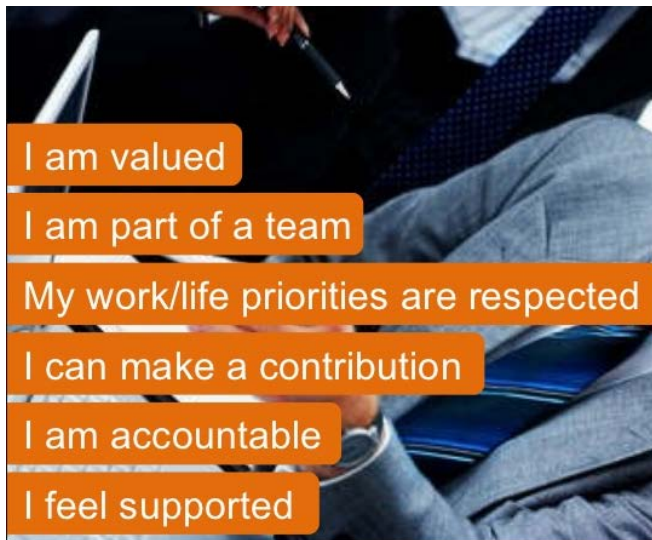 I am valued
I am part of a team
My work/life priorities are respected
I can make a contribution
I am accountable
I feel supported